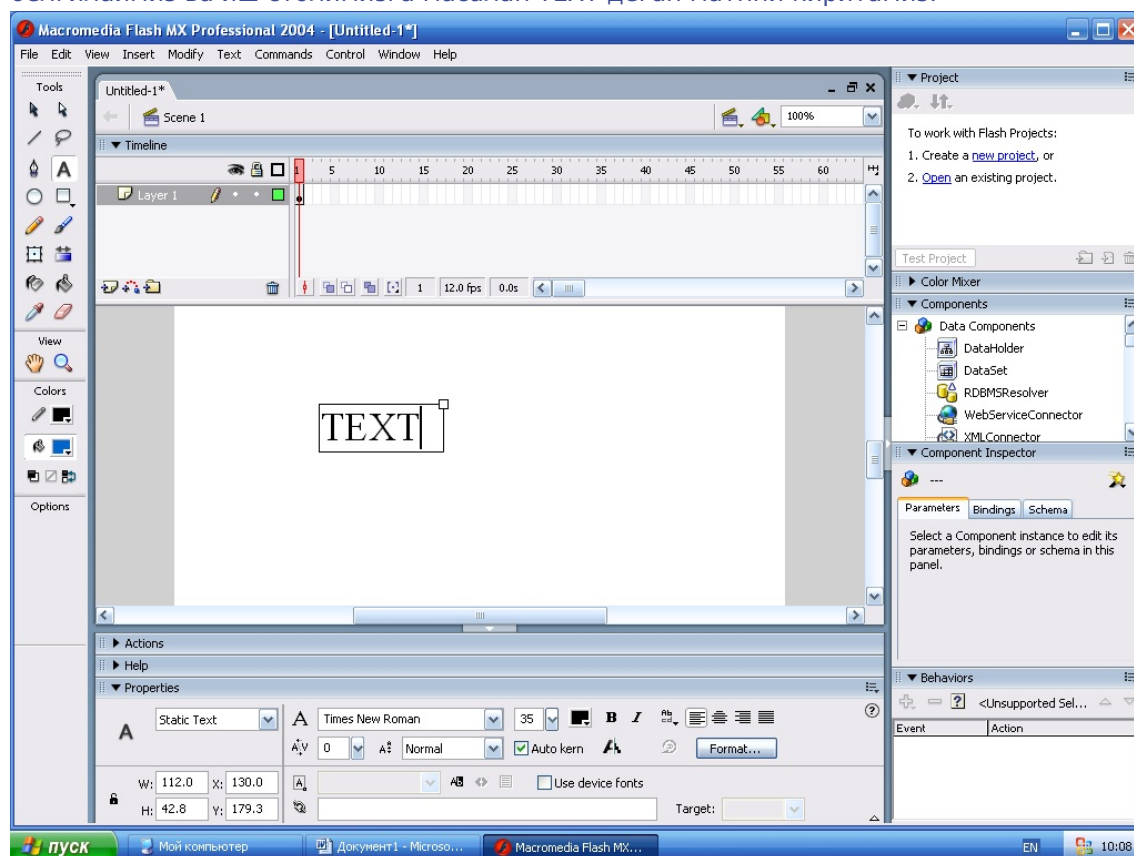 Macromedia Flash MX Professional 2004 - [Untitled-1*]
File Edit View Insert Modify Text Commands Control Window Help
Tools
View
Colors
Options
Untitled-1*
Scene 1
100%
Timeline
1 5 10 15 20 25 30 35 40 45 50 55 60
Layer 1
1 12.0 fps 0.0s
TEXT
Actions
Help
Properties
Static Text
A Times New Roman 35 B I
0 Normal Auto kern Format...
W: 112.0 X: 130.0
Use device fonts
H: 42.8 Y: 179.3
Target:
Project
To work with Flash Projects:
1. Create a new project, or
2. Open an existing project.
Test Project
Color Mixer
Components
Data Components
DataHolder
DataSet
RDBMSResolver
WebServiceConnector
XMLConnector
Component Inspector
---
Parameters Bindings Schema
Select a Component instance to edit its
parameters, bindings or schema in this
panel.
Behaviors
<Unsupported Sel...
Event Action
пуск Мой компьютер Документ1 - Microso... Macromedia Flash MX... EN 10:08